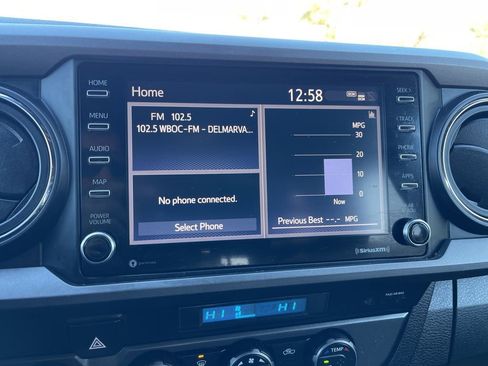 HOME
MENU
AUDIO
MAP
POWER
VOLUME
Home
12:58
FM 102.5
102.5 WBOC-FM - DELMARVA...
No phone connected.
Select Phone
MPG
30
20
10
0
Now
Previous Best --.- MPG
SEEK >
< TRACK
PHONE
APPS
SiriusXM
HI HI
TEMP